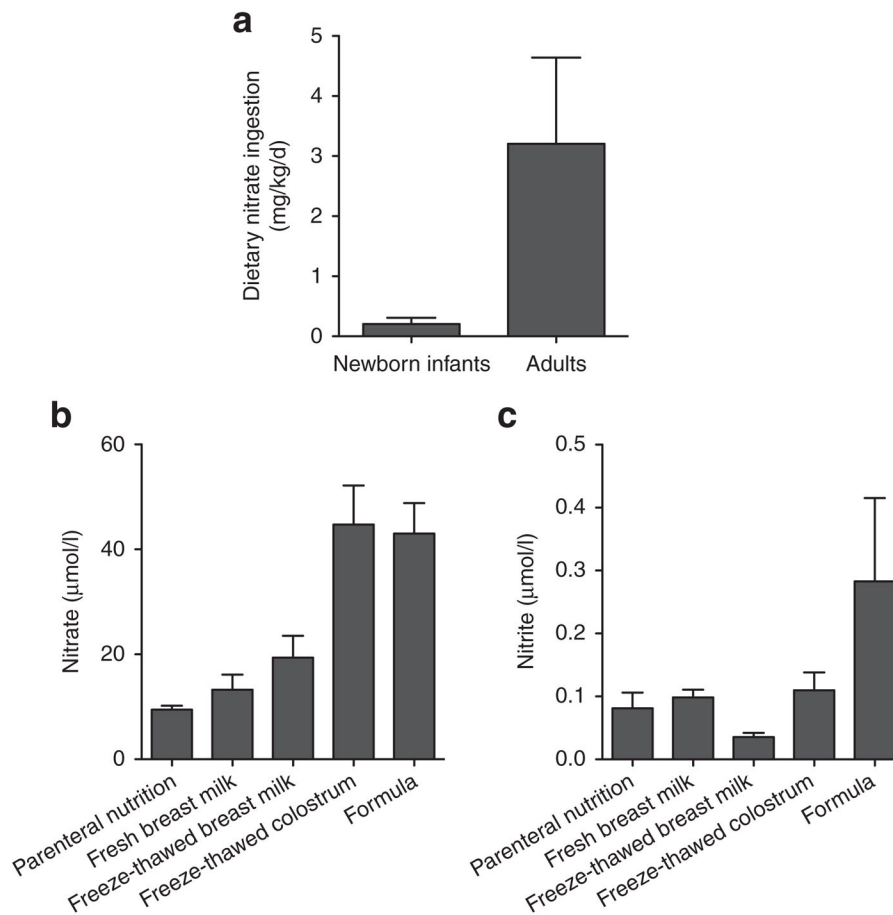 a
5
4
3
2
1
0
Dietary nitrate ingestion
(mg/kg/d)
Newborn infants
Adults
b
60
40
20
0
Nitrate (μmol/l)
Parenteral nutrition
Fresh breast milk
Freeze-thawed breast milk
Freeze-thawed colostrum
Formula
c
0.5
0.4
0.3
0.2
0.1
0.0
Nitrite (μmol/l)
Parenteral nutrition
Fresh breast milk
Freeze-thawed breast milk
Freeze-thawed colostrum
Formula